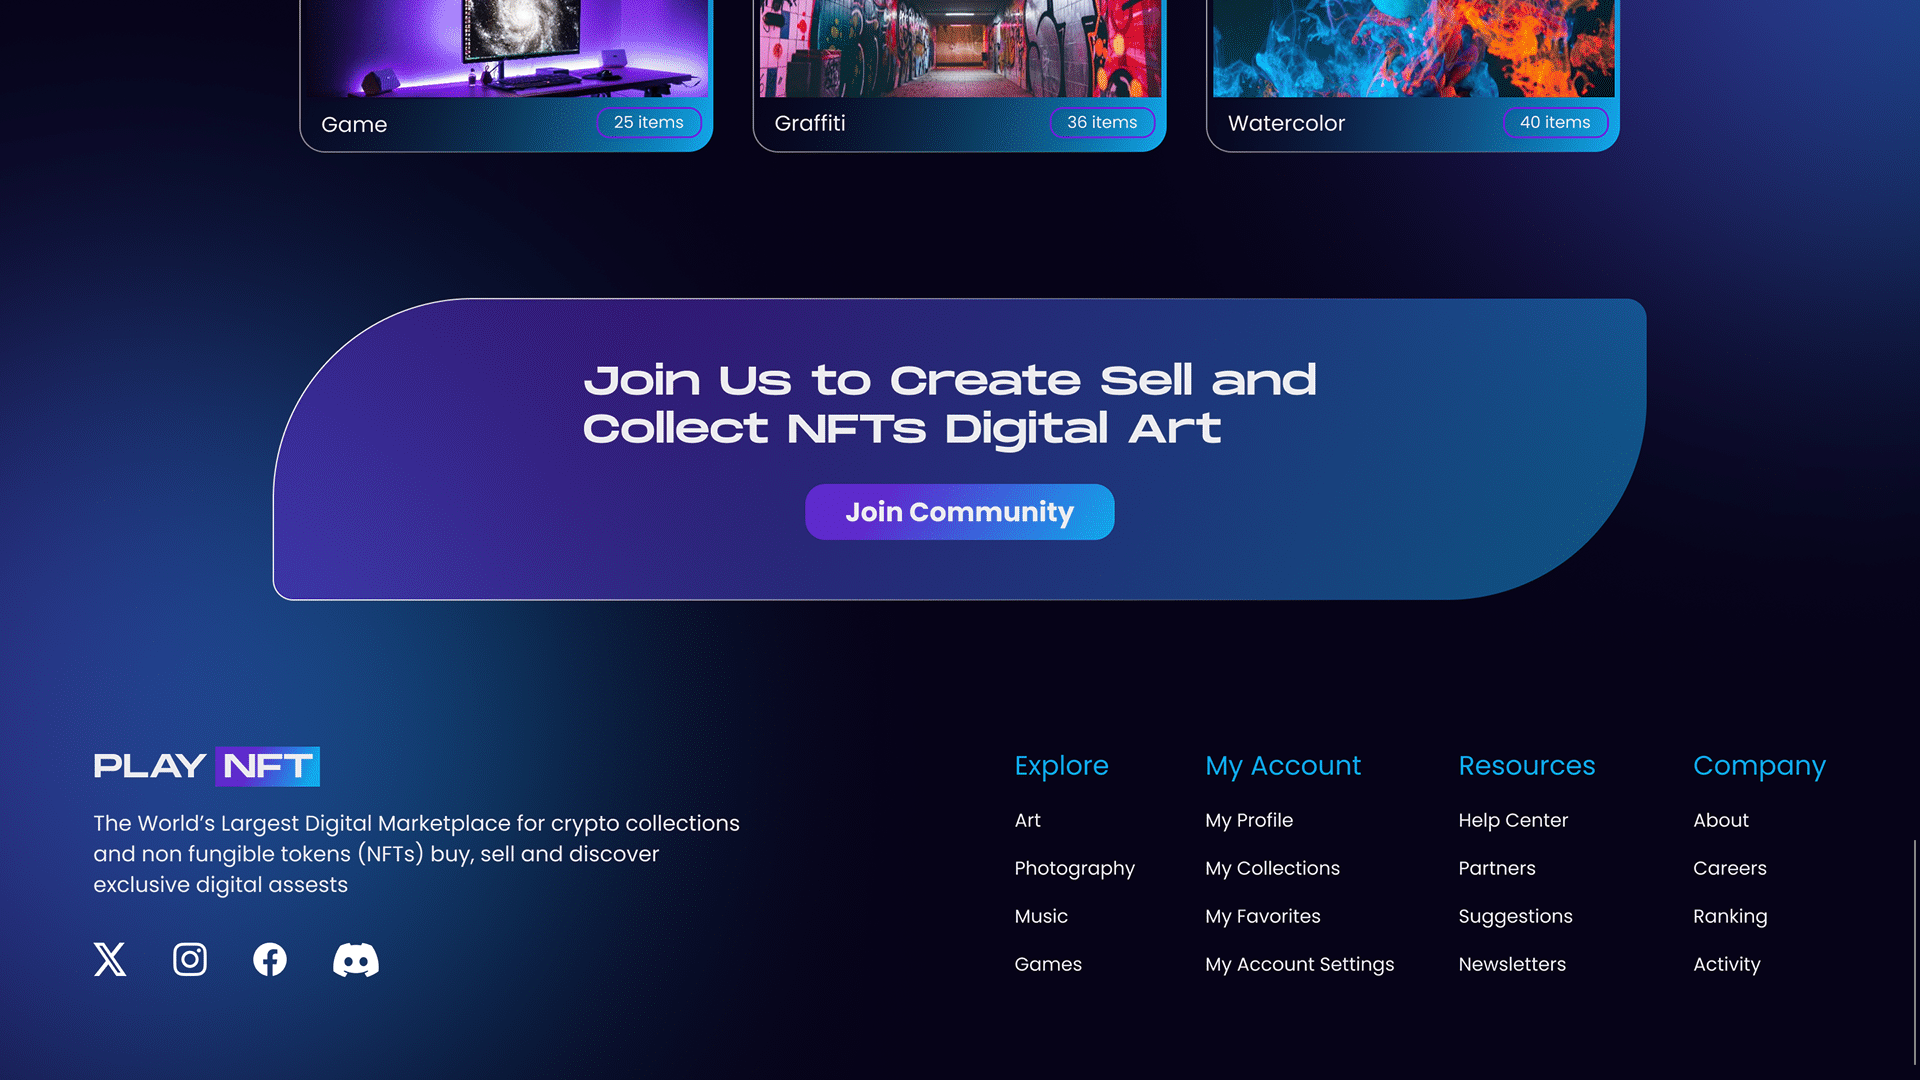 Game
25 items
Graffiti
36 items
Watercolor
40 items
Join Us to Create Sell and
Collect NFTs Digital Art
Join Community
PLAY NFT
The World’s Largest Digital Marketplace for crypto collections
and non fungible tokens (NFTs) buy, sell and discover
exclusive digital assests
Explore
Art
Photography
Music
Games
My Account
My Profile
My Collections
My Favorites
My Account Settings
Resources
Help Center
Partners
Suggestions
Newsletters
Company
About
Careers
Ranking
Activity